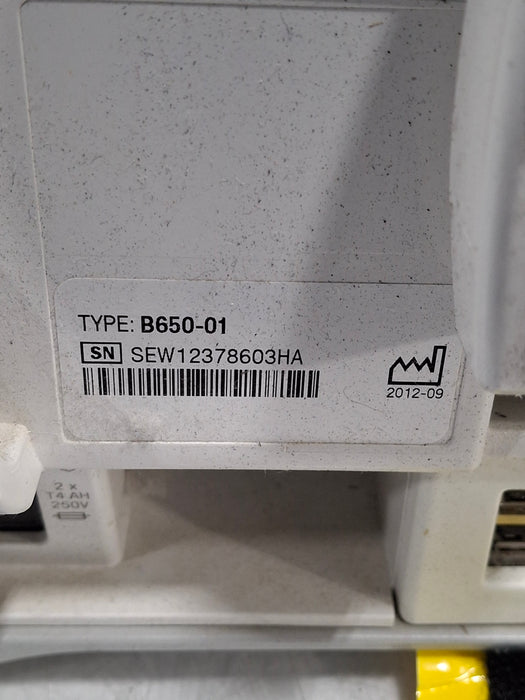 TYPE: B650-01
SN SEW12378603HA
2012-09
2 x
T4 AH
250V